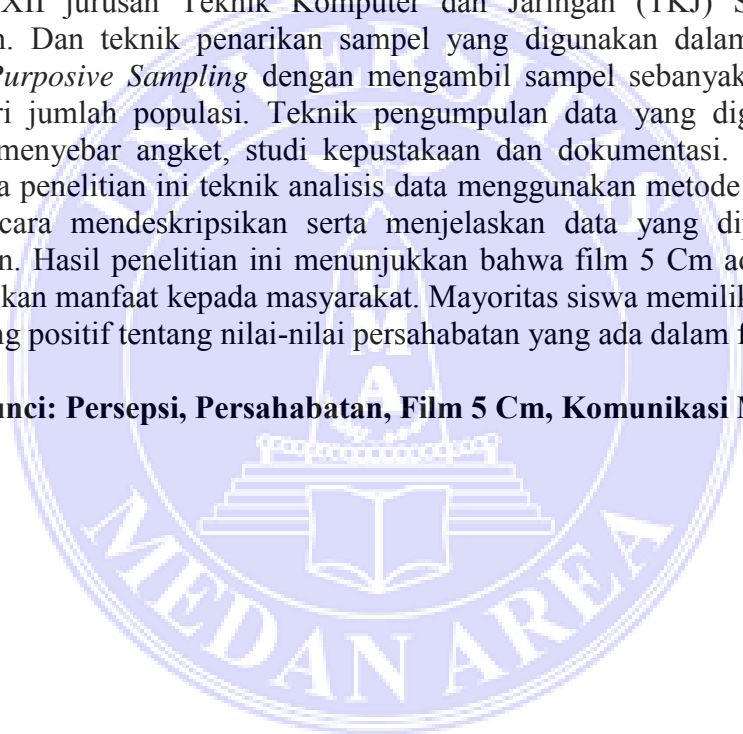 XII jurusan Teknik Komputer dan Jaringan (TKJ) S
n. Dan teknik penarikan sampel yang digunakan dalam
Purposive Sampling dengan mengambil sampel sebanyak
ri jumlah populasi. Teknik pengumpulan data yang dig
menyebar angket, studi kepustakaan dan dokumentasi.
a penelitian ini teknik analisis data menggunakan metode
cara mendeskripsikan serta menjelaskan data yang dip
n. Hasil penelitian ini menunjukkan bahwa film 5 Cm ad
kan manfaat kepada masyarakat. Mayoritas siswa memilik
ng positif tentang nilai-nilai persahabatan yang ada dalam f
unci: Persepsi, Persahabatan, Film 5 Cm, Komunikasi M
MEDAN AREA